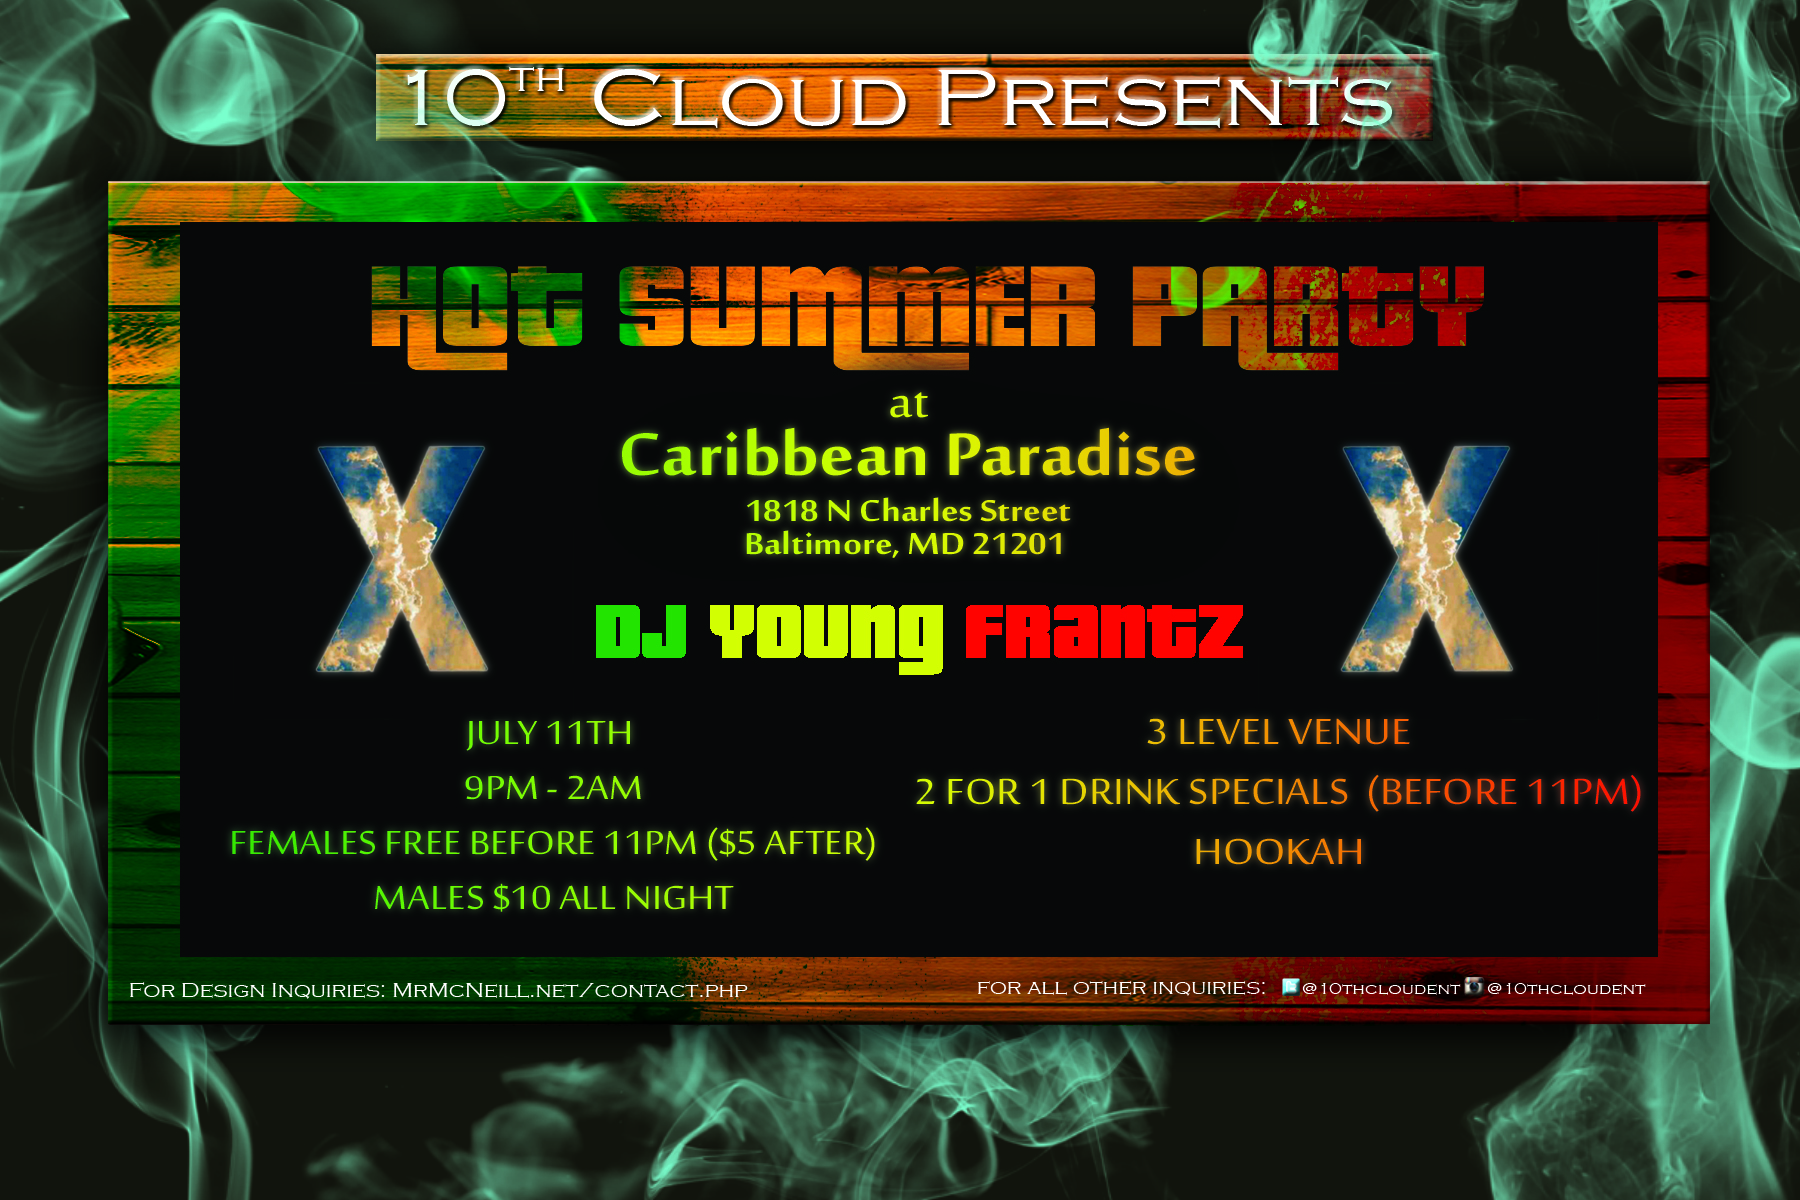 10TH CLOUD PRESENTS
HOT SUMMER PARTY
at
Caribbean Paradise
1818 N Charles Street
Baltimore, MD 21201
X
X
DJ YOUNG FRANTZ
JULY 11TH
9PM - 2AM
FEMALES FREE BEFORE 11PM ($5 AFTER)
MALES $10 ALL NIGHT
3 LEVEL VENUE
2 FOR 1 DRINK SPECIALS (BEFORE 11PM)
HOOKAH
FOR DESIGN INQUIRIES: MRMCNEILL.NET/CONTACT.PHP
FOR ALL OTHER INQUIRIES: @10THCLOUDENT @10THCLOUDENT